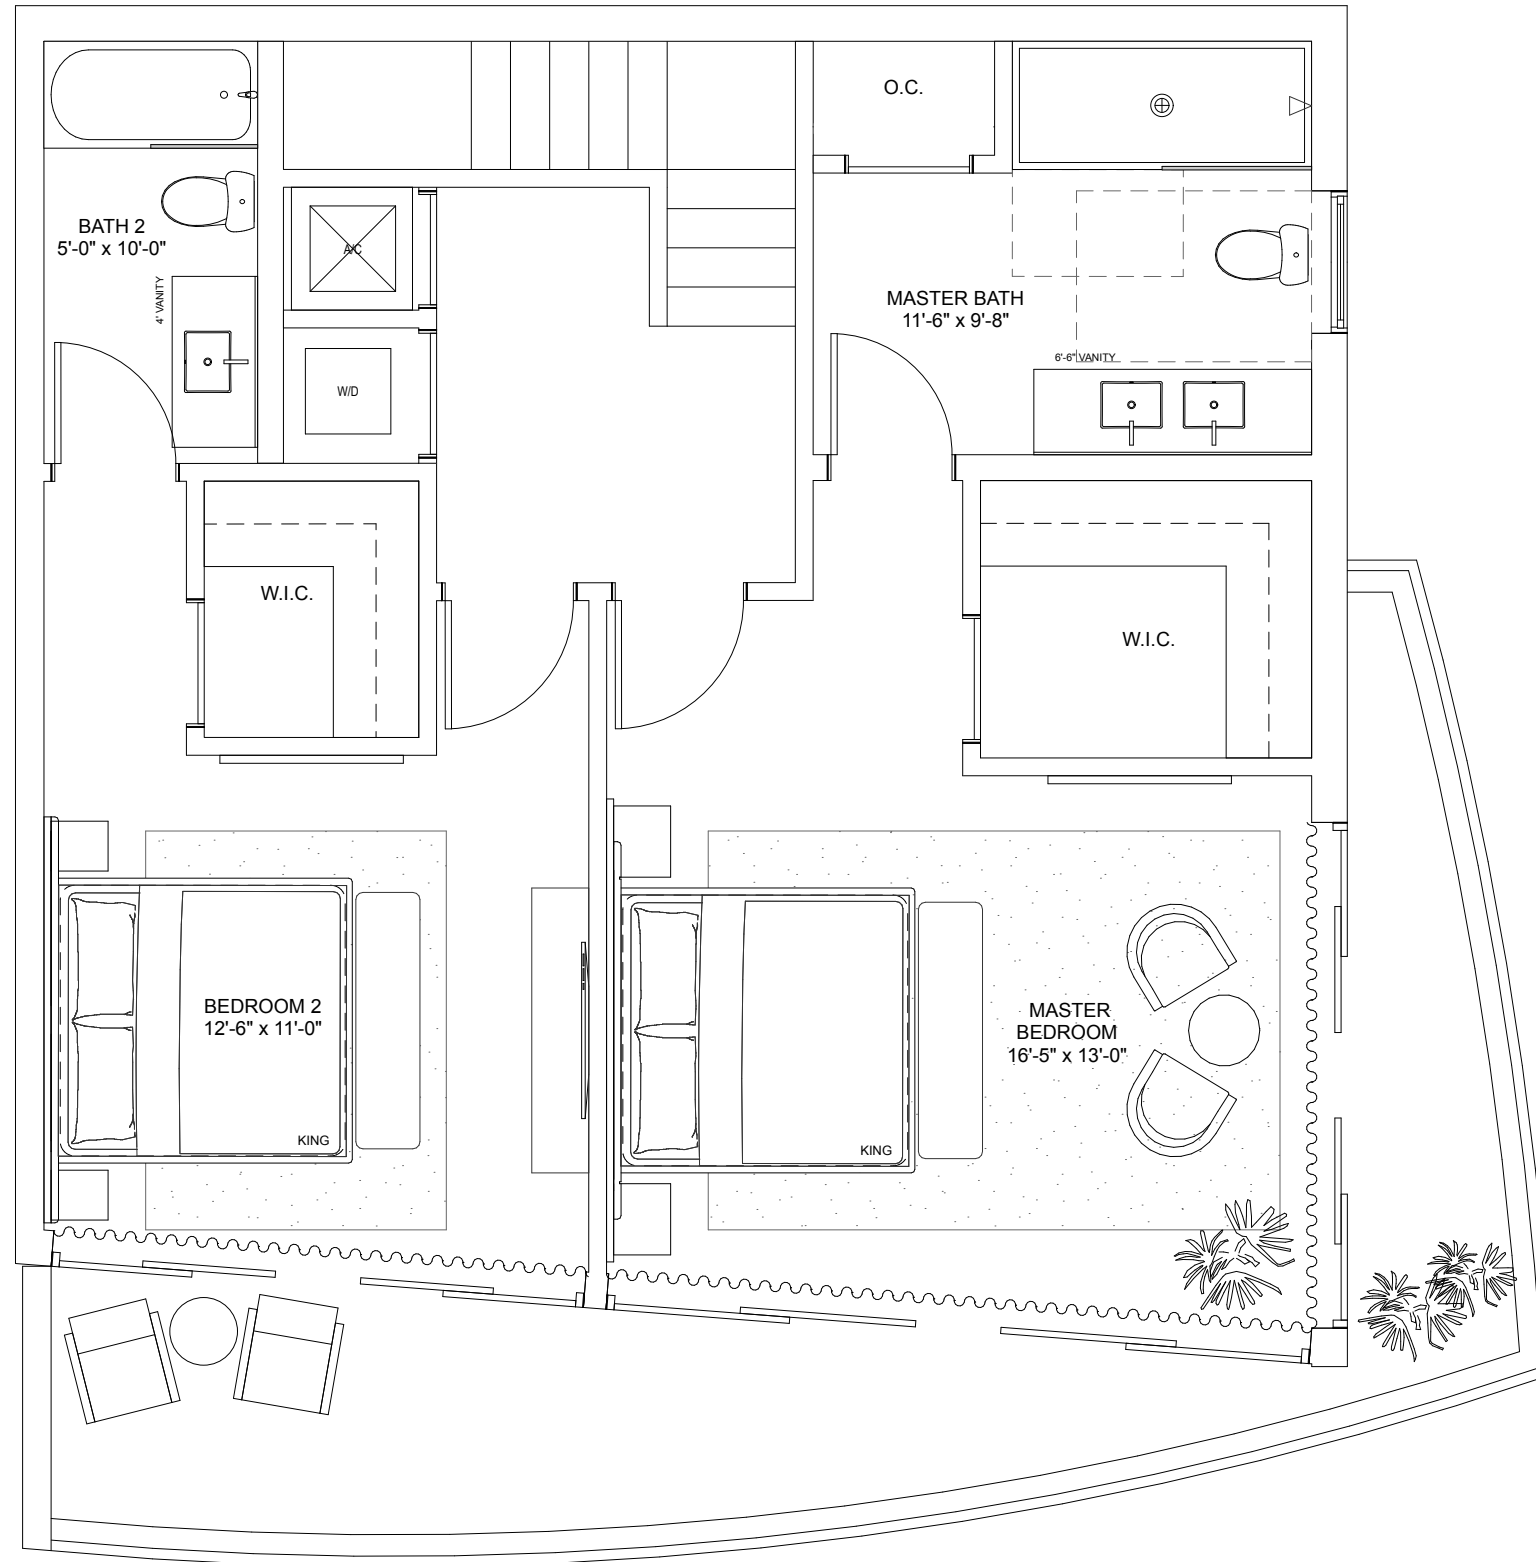 O.C.
BATH 2
5'-0" x 10'-0"
A/C
4' VANITY
MASTER BATH
11'-6" x 9'-8"
6'-6" VANITY
W/D
W.I.C.
W.I.C.
BEDROOM 2
12'-6" x 11'-0"
KING
MASTER
BEDROOM
16'-5" x 13'-0"
KING